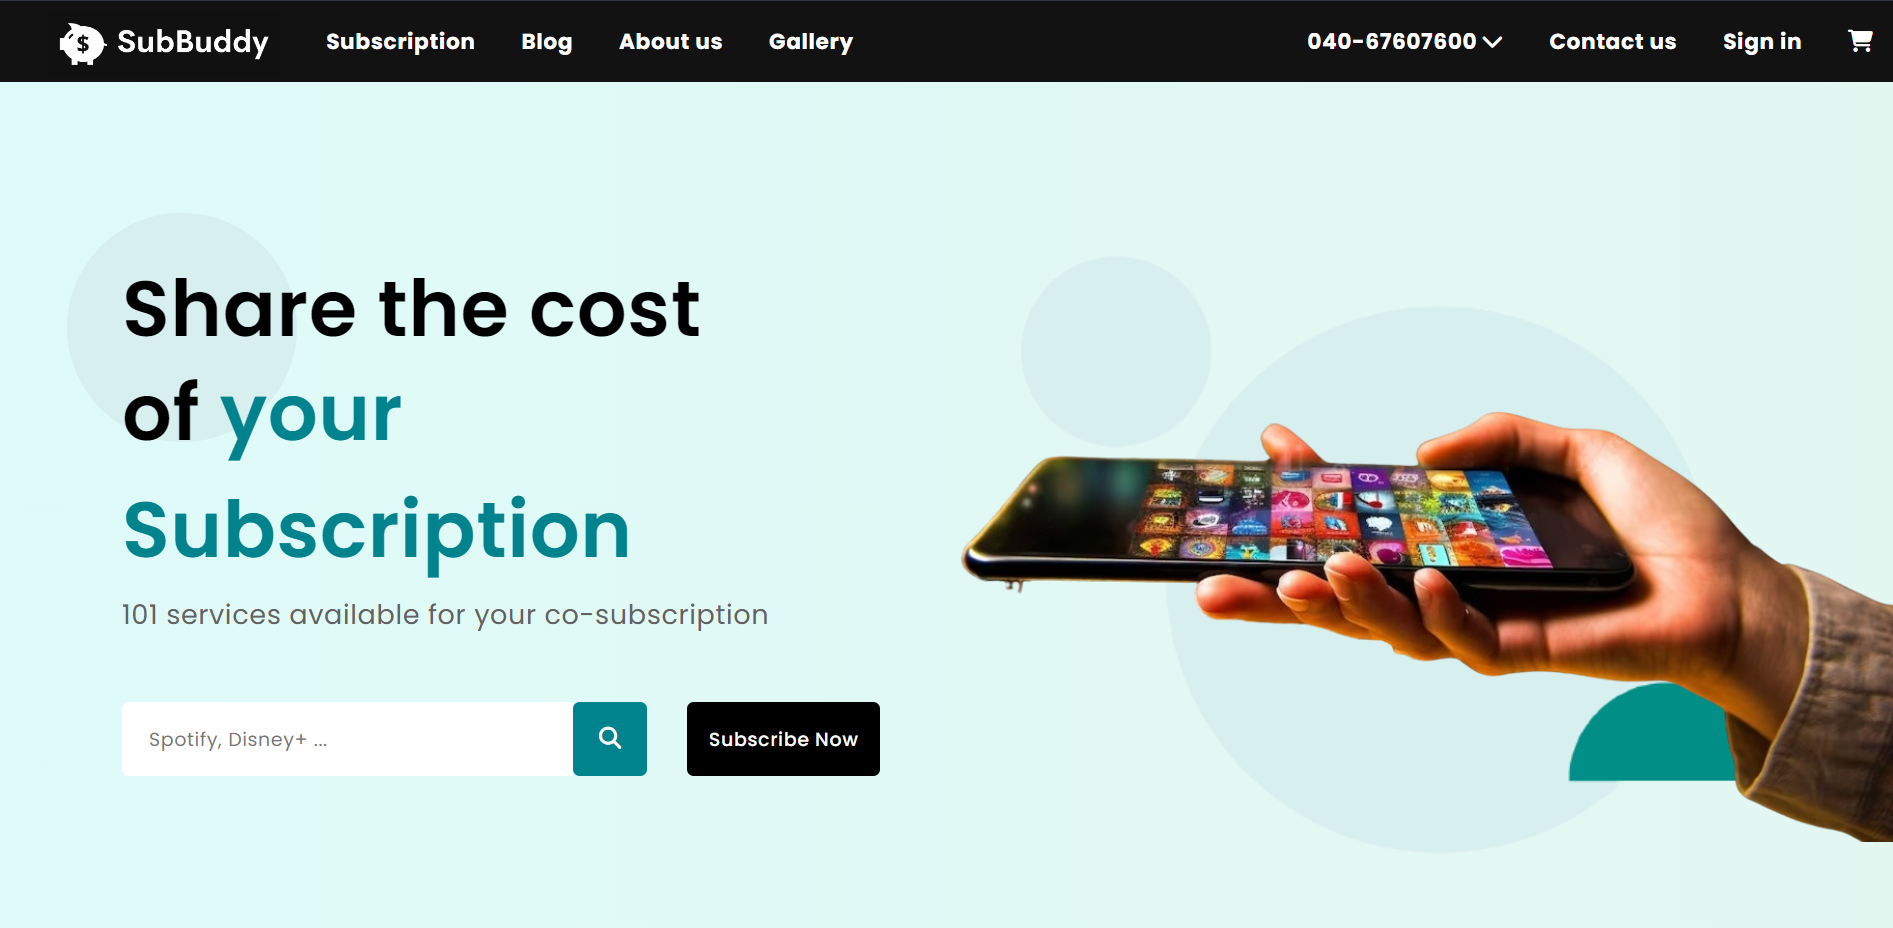 SubBuddy
Subscription
Blog
About us
Gallery
040-67607600
Contact us
Sign in
Share the cost
of your
Subscription
101 services available for your co-subscription
Spotify, Disney+ ...
Subscribe Now